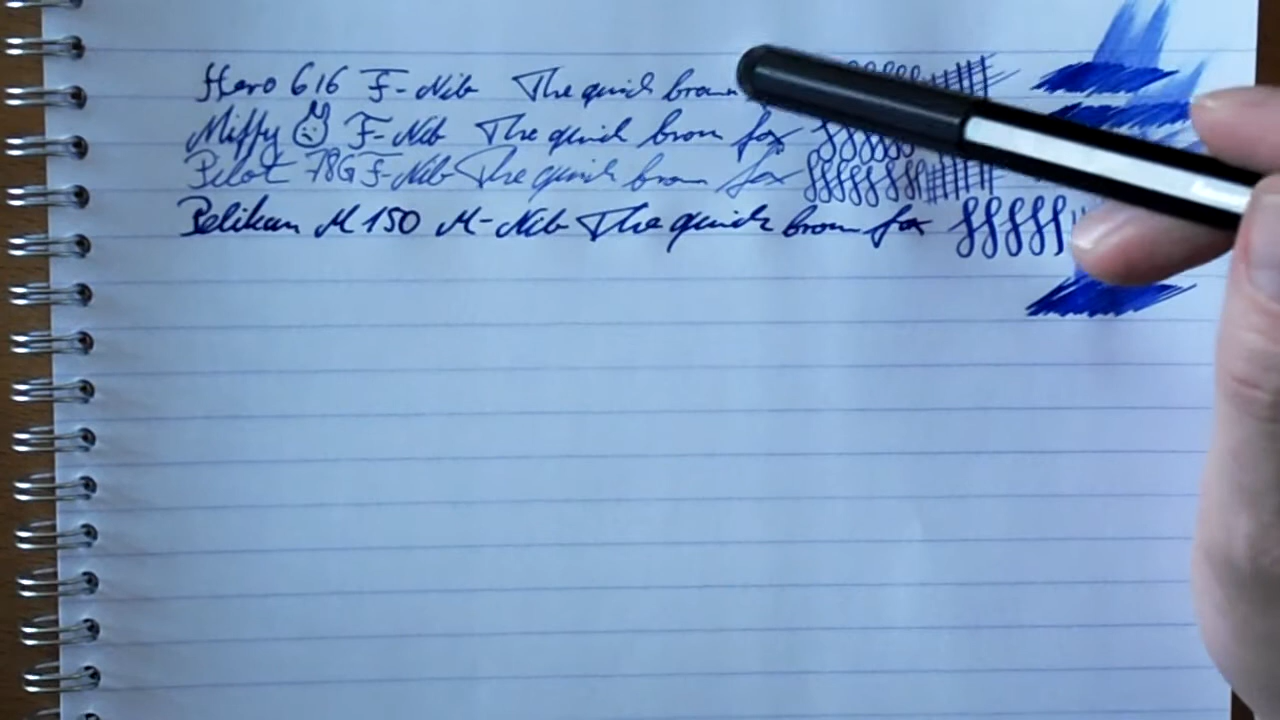 Hero 616 F-Nib The quick brown
Miffy F-Nib The quick brown fox
Pilot 78G F-Nib The quick brown fox
Pelikan M150 M-Nib The quick brown fox